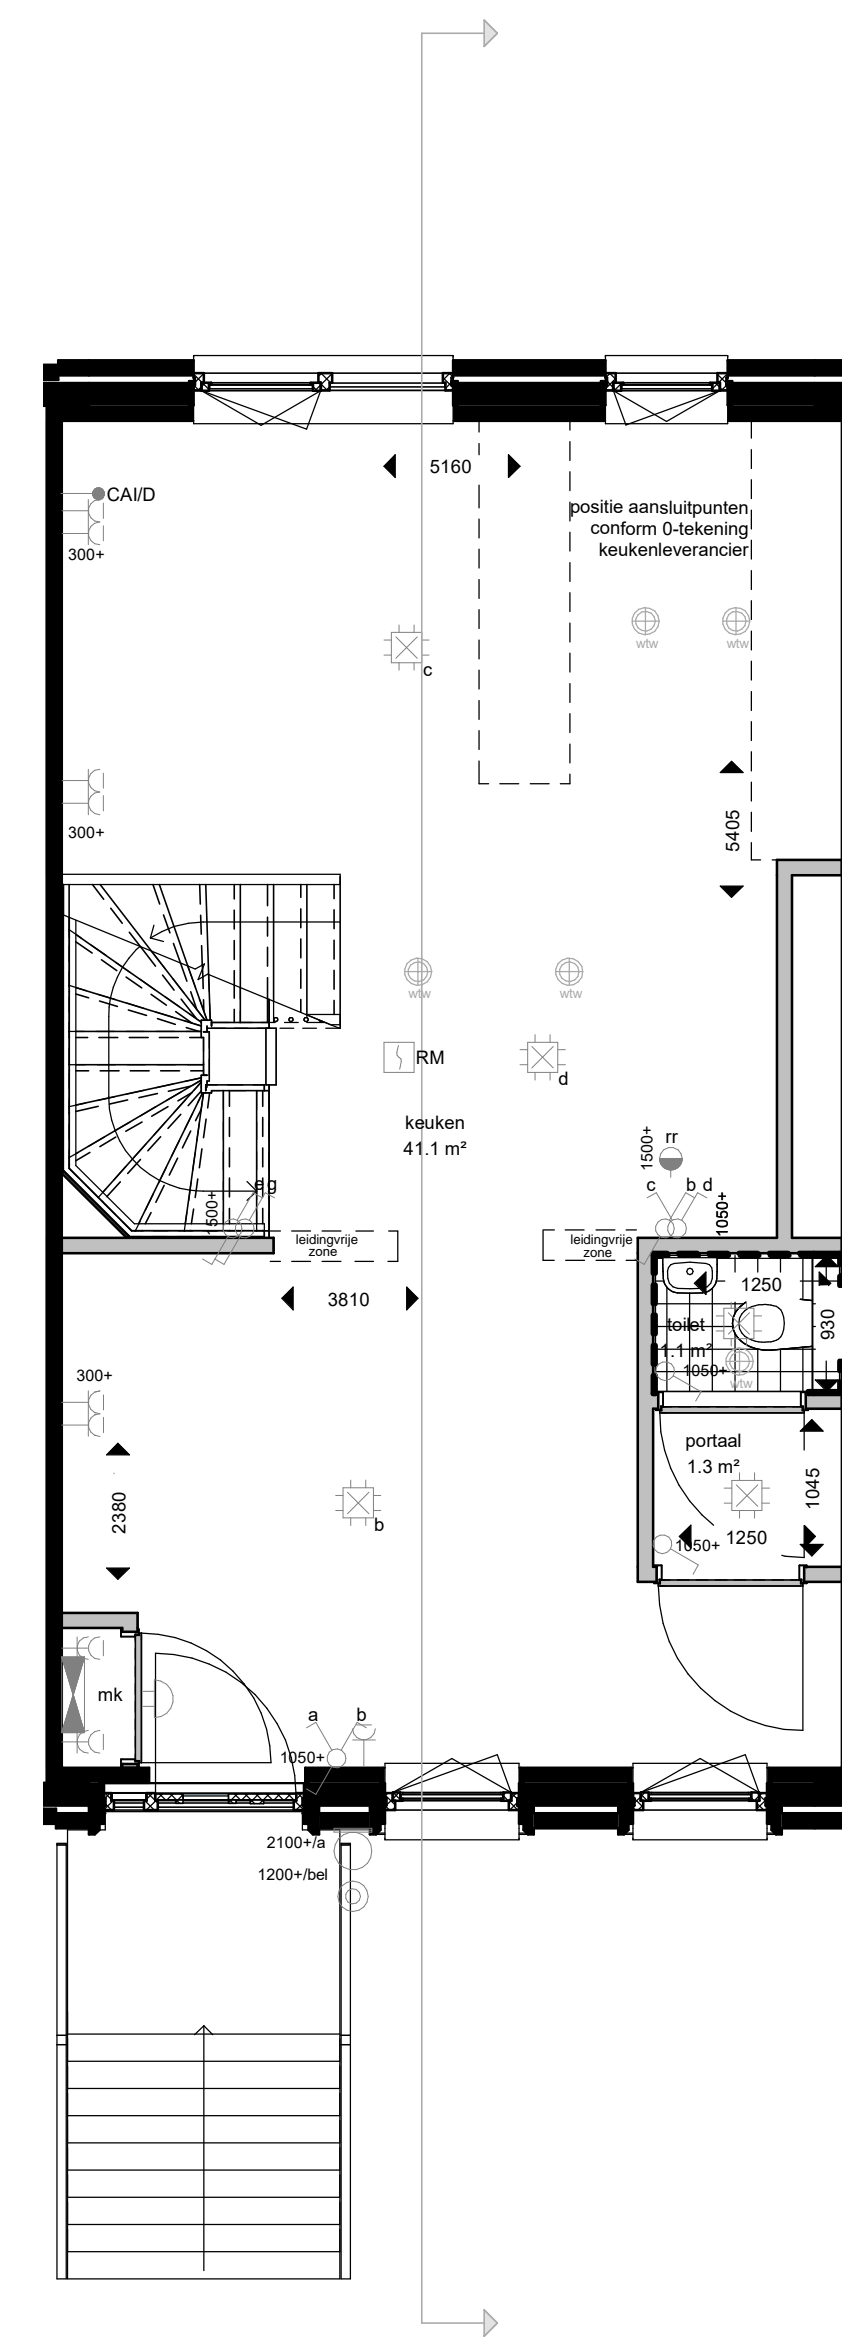 5160
CAI/D
positie aansluitpunten
conform 0-tekening
keukenleverancier
300+
wtw
wtw
c
5405
300+
wtw
wtw
RM
d
keuken
41.1 m²
1500+
rr
c
b d
1050+
e g
leidingvrije
zone
leidingvrije
zone
3810
1250
930
toilet
1.1 m²
1050+
wtw
300+
portaal
1.3 m²
1045
2380
b
1250
1050+
mk
a
b
1050+
2100+/a
1200+/bel